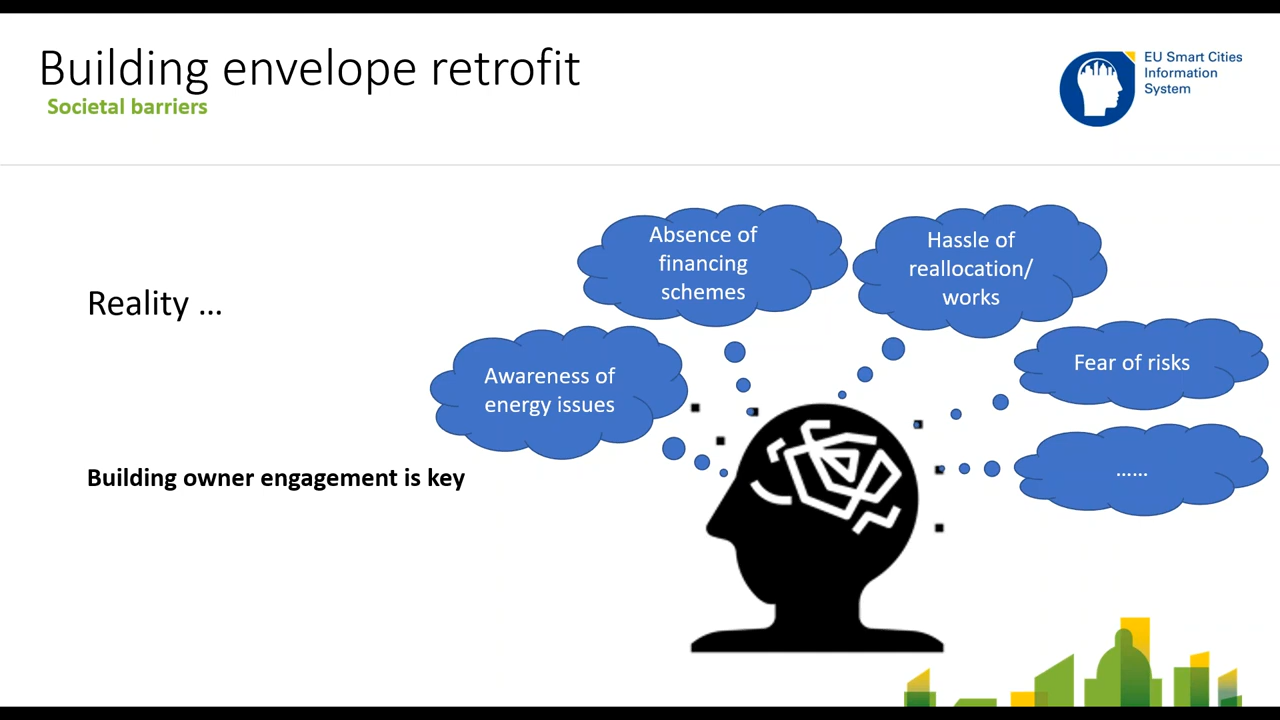 Building envelope retrofit
Societal barriers
EU Smart Cities
Information
System
Reality ...
Absence of
financing
schemes
Hassle of
reallocation/
works
Awareness of
energy issues
Fear of risks
......
Building owner engagement is key